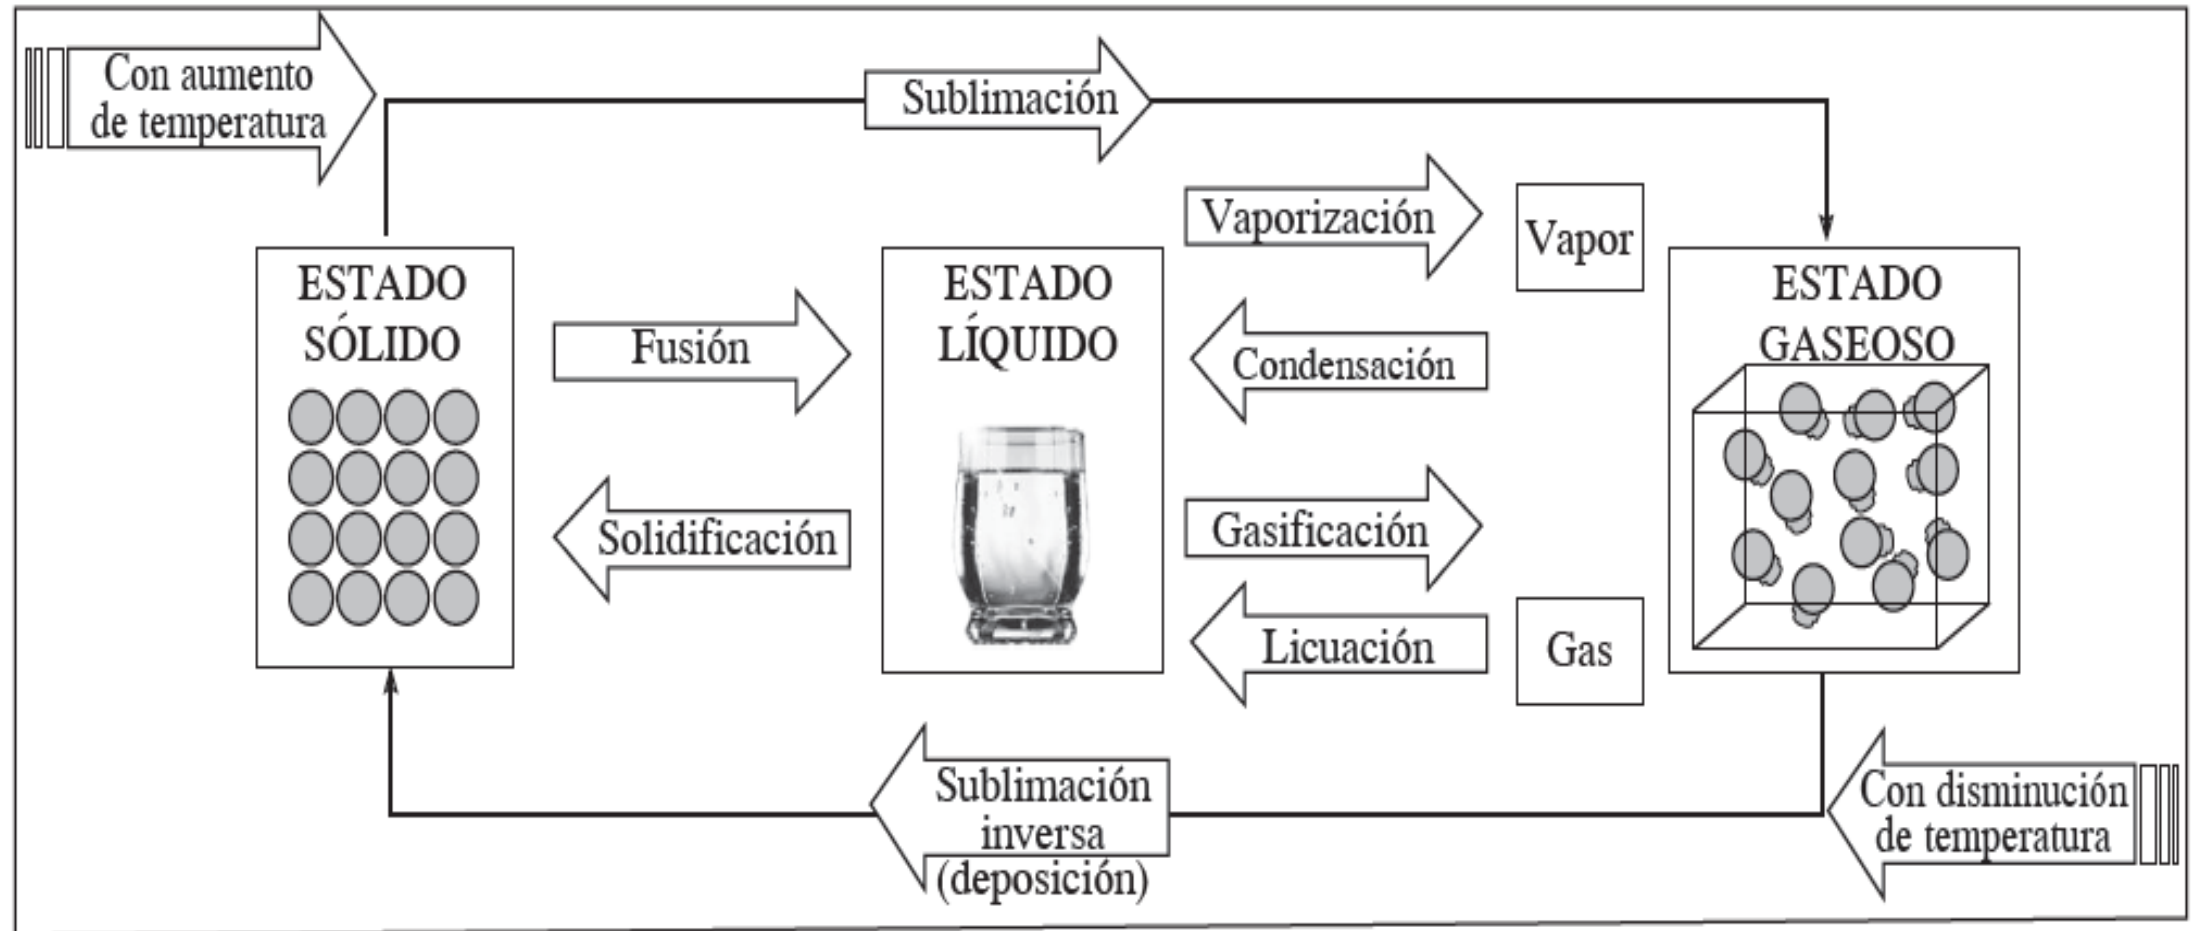 Con aumento
de temperatura
Sublimación
Vaporización
Vapor
ESTADO
SÓLIDO
Fusión
ESTADO
LÍQUIDO
Condensación
ESTADO
GASEOSO
Solidificación
Gasificación
Licuación
Gas
Sublimación
inversa
(deposición)
Con disminución
de temperatura